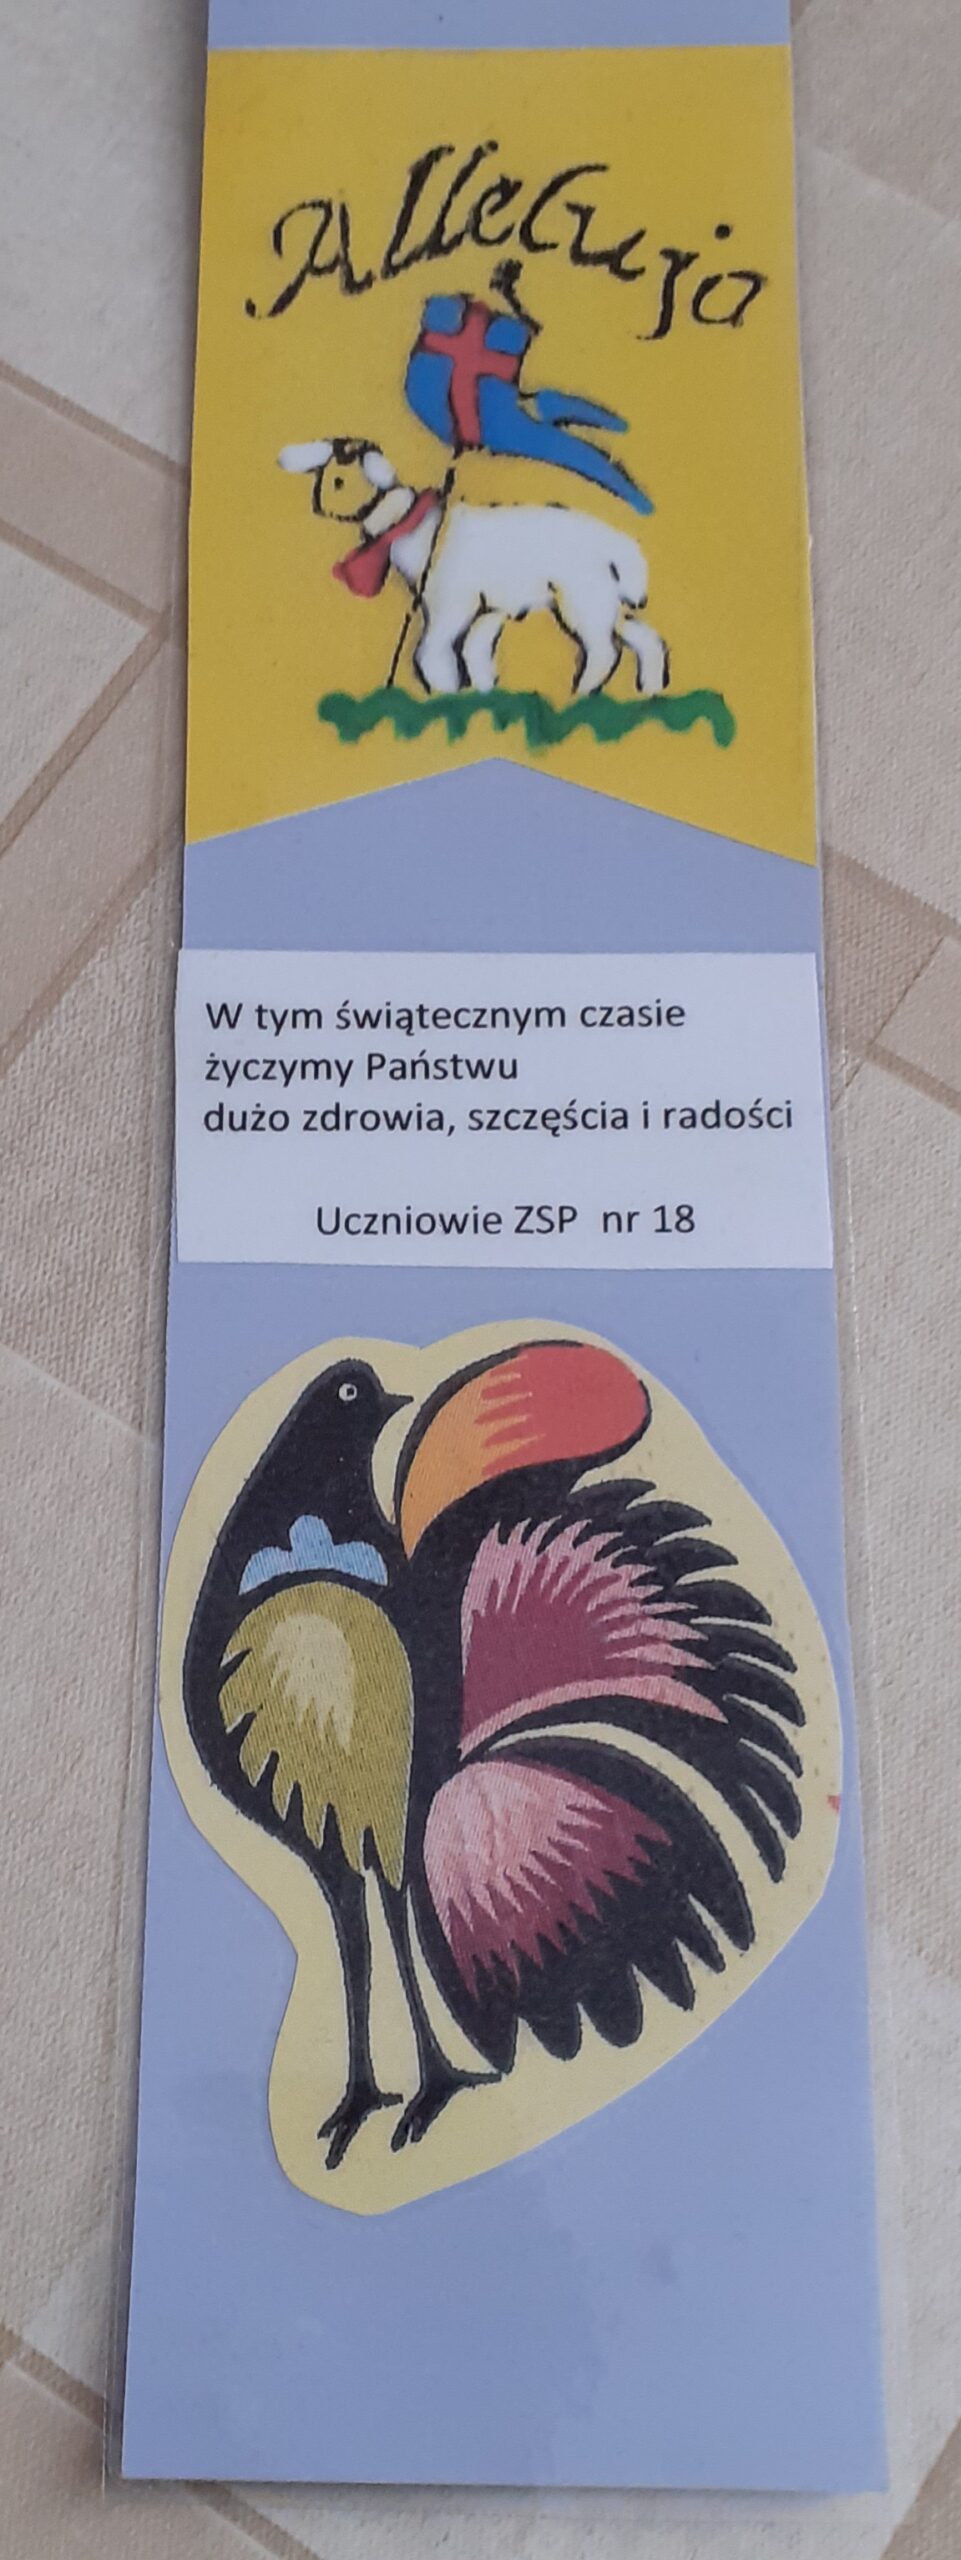 Alleluja
W tym świątecznym czasie
życzymy Państwu
dużo zdrowia, szczęścia i radości
Uczniowie ZSP nr 18